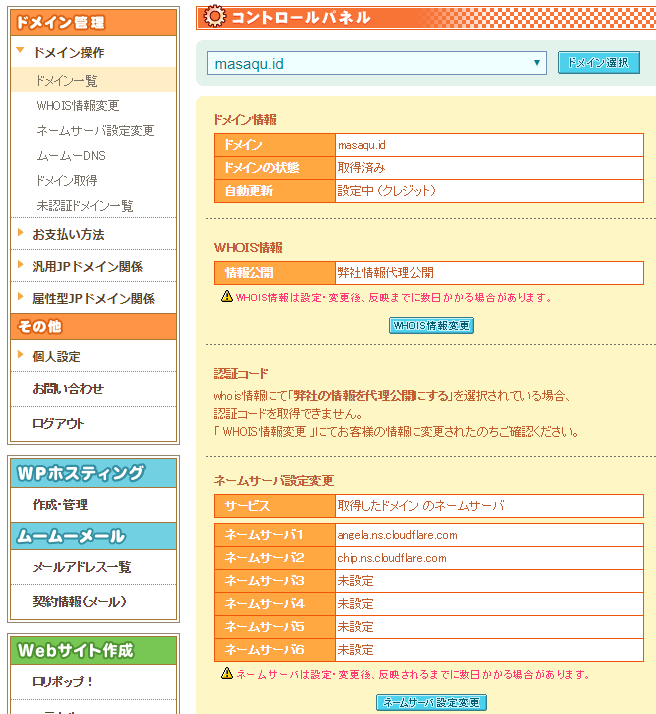 ドメイン管理
ドメイン操作
ドメイン一覧
WHOIS情報変更
ネームサーバ設定変更
ムームーDNS
ドメイン取得
未認証ドメイン一覧
お支払い方法
汎用JPドメイン関係
属性型JPドメイン関係
その他
個人設定
お問い合わせ
ログアウト
WPホスティング
作成・管理
ムームーメール
メールアドレス一覧
契約情報(メール)
Webサイト作成
ロリポップ！
コントロールパネル
masaqu.id
ドメイン選択
ドメイン情報
ドメイン masaqu.id
ドメインの状態 取得済み
自動更新 設定中 (クレジット)
WHOIS情報
情報公開 弊社情報代理公開
WHOIS情報は設定・変更後、反映までに数日かかる場合があります。
WHOIS情報変更
認証コード
whois情報にて「弊社の情報を代理公開にする」を選択されている場合、
認証コードを取得できません。
「 WHOIS情報変更 」にてお客様の情報に変更されたのちご確認ください。
ネームサーバ設定変更
サービス 取得したドメイン のネームサーバ
ネームサーバ1 angela.ns.cloudflare.com
ネームサーバ2 chip.ns.cloudflare.com
ネームサーバ3 未設定
ネームサーバ4 未設定
ネームサーバ5 未設定
ネームサーバ6 未設定
ネームサーバは設定・変更後、反映されるまでに数日かかる場合があります。
ネームサーバ設定変更